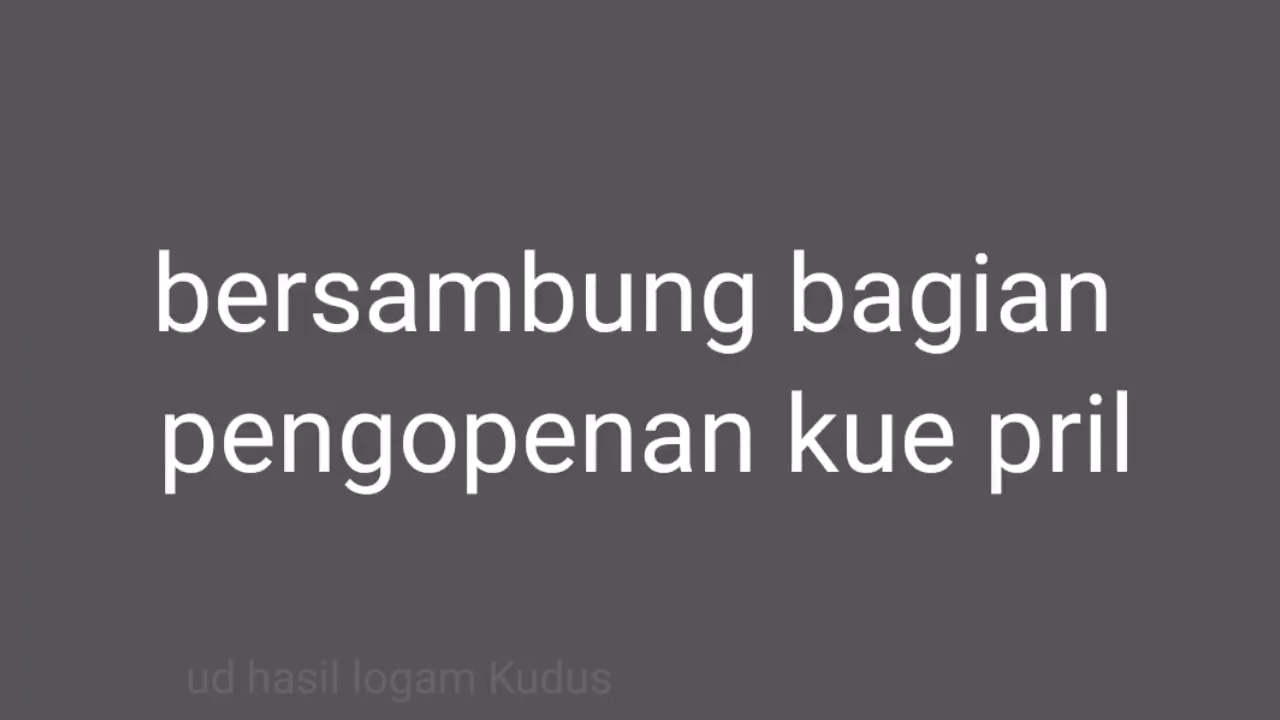 bersambung bagian
pengopenan kue pril
ud hasil logam Kudus